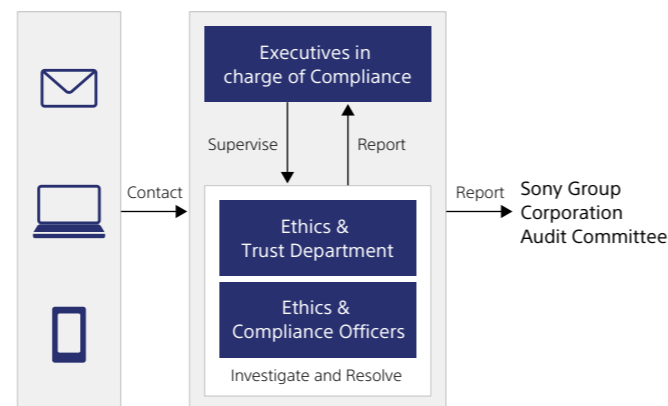 Executives in
charge of Compliance
Supervise
Report
Contact
Ethics &
Trust Department
Ethics &
Compliance Officers
Investigate and Resolve
Report
Sony Group
Corporation
Audit Committee